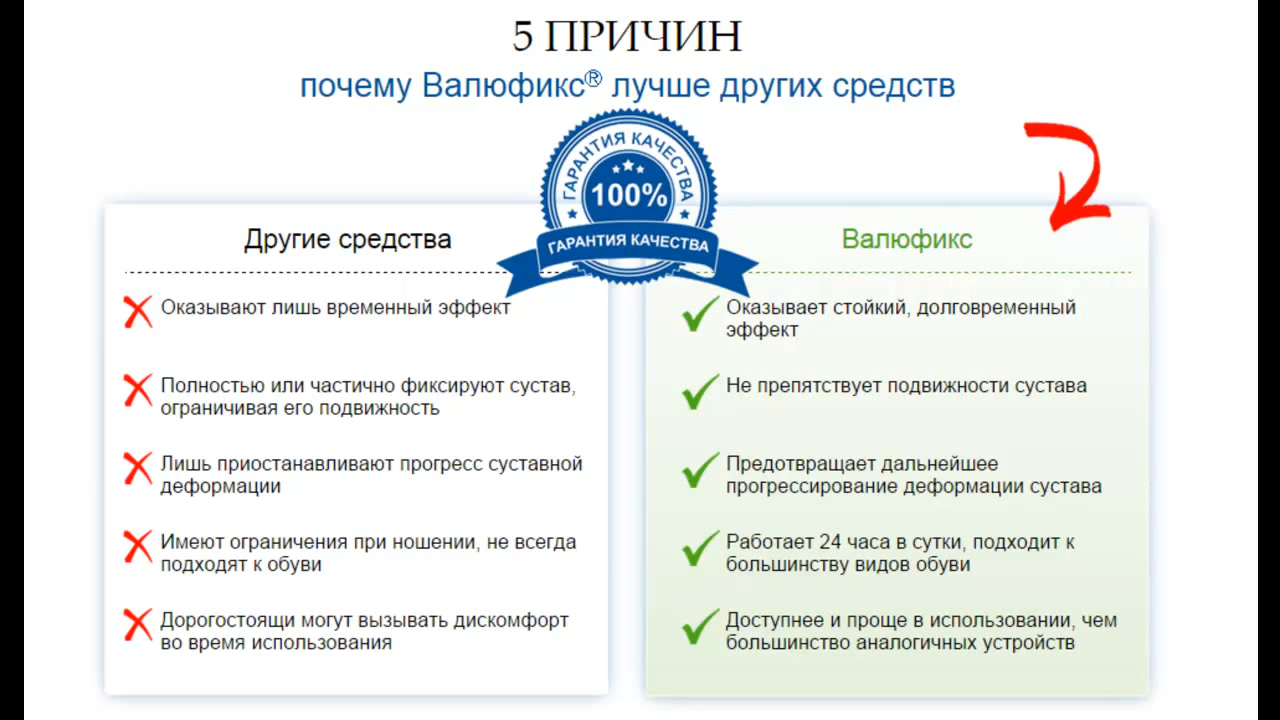 5 ПРИЧИН
почему Валюфикс® лучше других средств
ГАРАНТИЯ КАЧЕСТВА
100%
ГАРАНТИЯ КАЧЕСТВА
Другие средства
Оказывают лишь временный эффект
Полностью или частично фиксируют сустав,
ограничивая его подвижность
Лишь приостанавливают прогресс суставной
деформации
Имеют ограничения при ношении, не всегда
подходят к обуви
Дорогостоящи могут вызывать дискомфорт
во время использования
Валюфикс
Оказывает стойкий, долговременный
эффект
Не препятствует подвижности сустава
Предотвращает дальнейшее
прогрессирование деформации сустава
Работает 24 часа в сутки, подходит к
большинству видов обуви
Доступнее и проще в использовании, чем
большинство аналогичных устройств